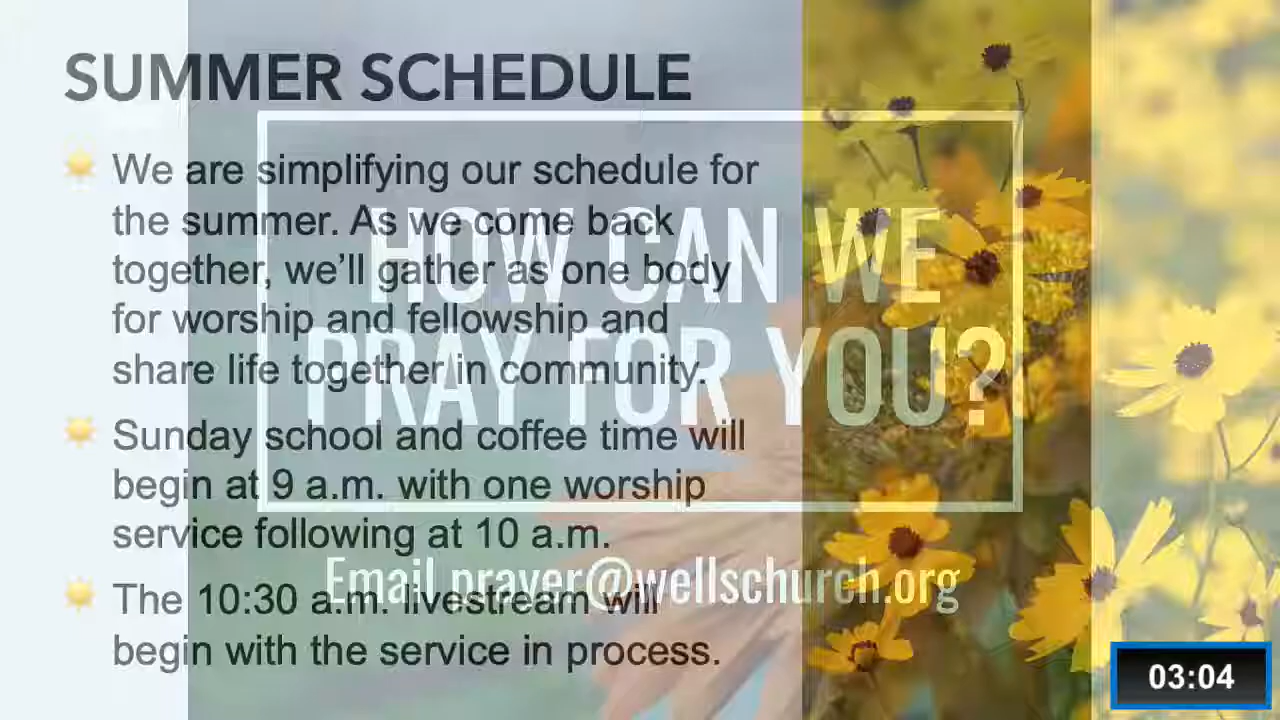 SUMMER SCHEDULE
We are simplifying our schedule for
the summer. As we come back
together, we’ll gather as one body
for worship and fellowship and
share life together in community.
Sunday school and coffee time will
begin at 9 a.m. with one worship
service following at 10 a.m.
The 10:30 a.m. livestream will
begin with the service in process.
HOW CAN WE
PRAY FOR YOU?
Email prayer@wellschurch.org
03:04